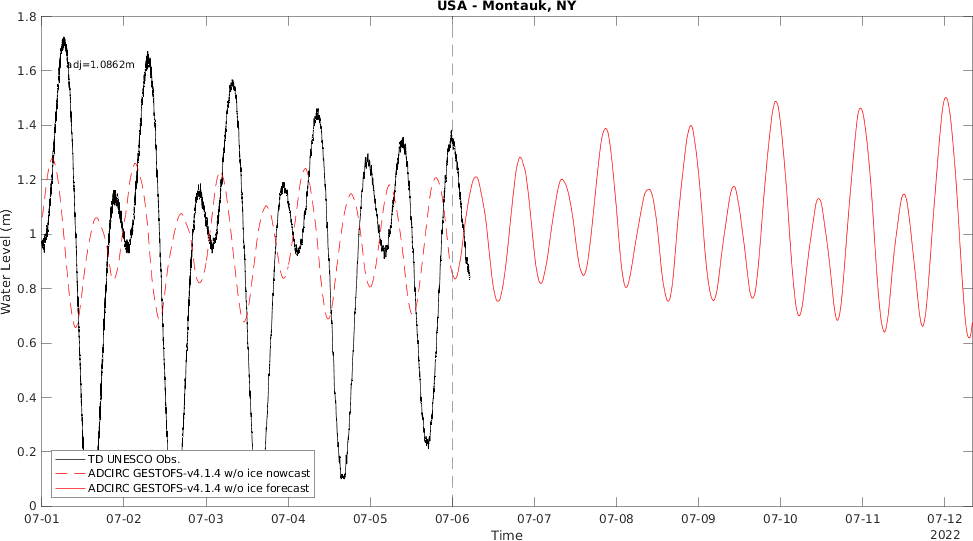 USA - Montauk, NY
adj=1.0862m
Water Level (m)
1.8
1.6
1.4
1.2
1
0.8
0.6
0.4
0.2
0
TD UNESCO Obs.
ADCIRC GESTOFS-v4.1.4 w/o ice nowcast
ADCIRC GESTOFS-v4.1.4 w/o ice forecast
07-01 07-02 07-03 07-04 07-05 07-06 07-07 07-08 07-09 07-10 07-11 07-12
Time
2022